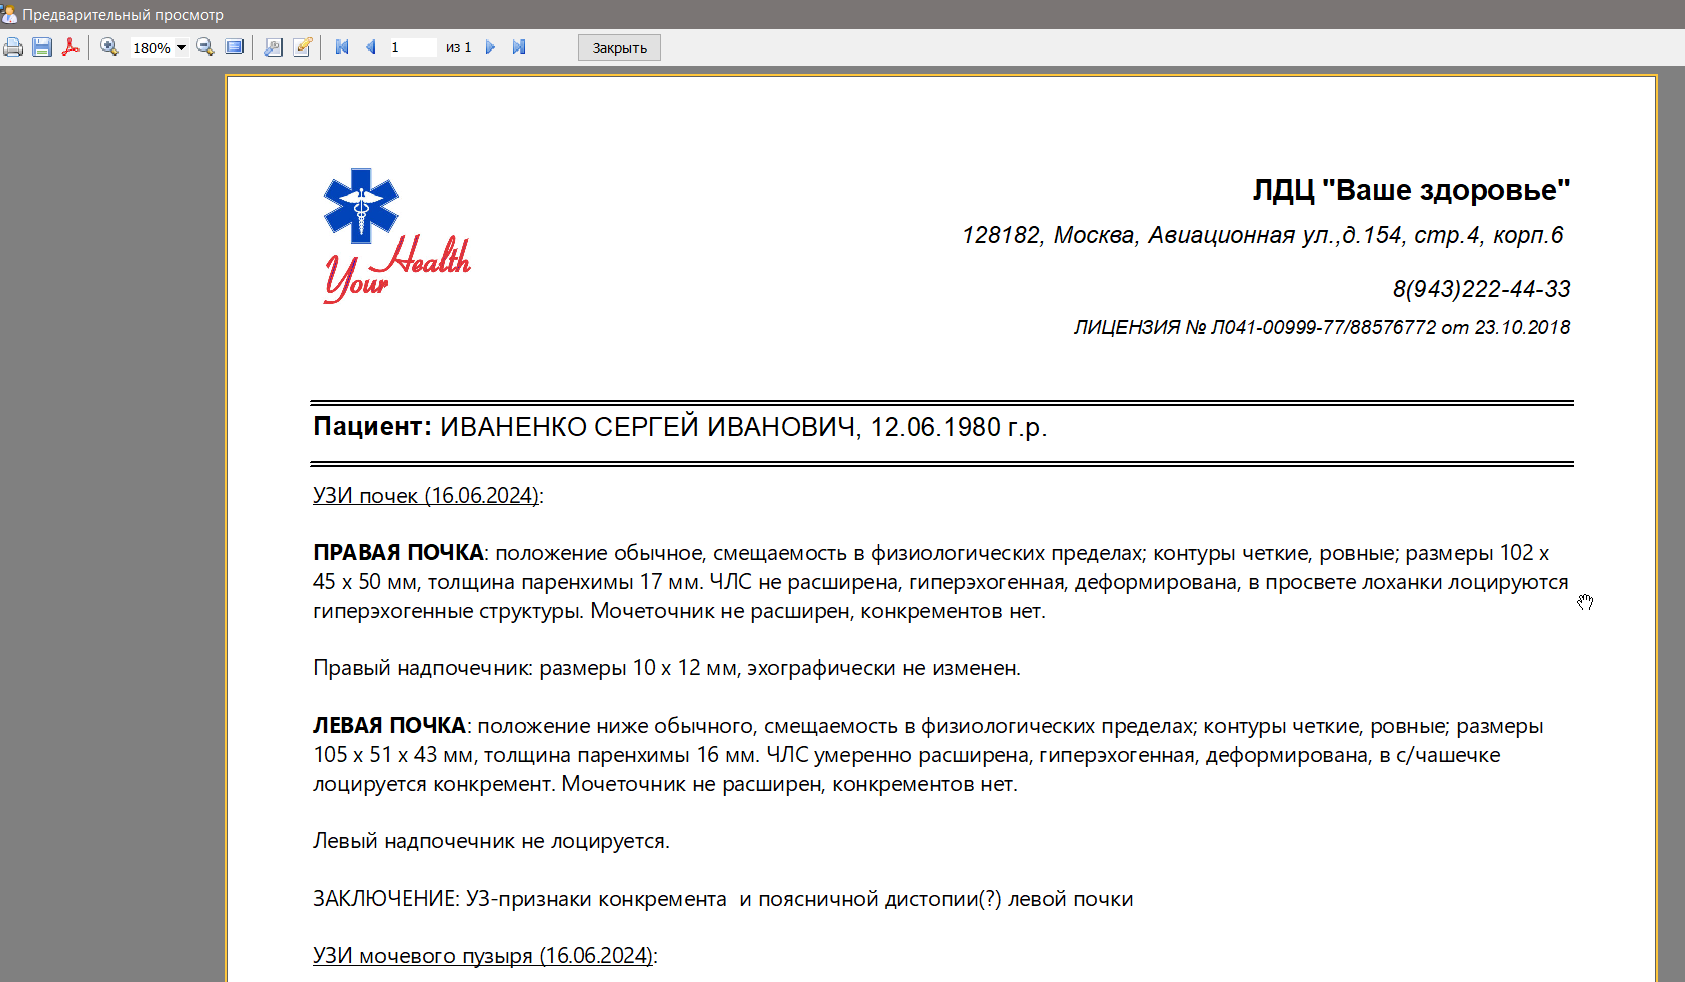 Предварительный просмотр
180% 1 из 1 Закрыть
Your Health
ЛДЦ "Ваше здоровье"
128182, Москва, Авиационная ул.,д.154, стр.4, корп.6
8(943)222-44-33
ЛИЦЕНЗИЯ № Л041-00999-77/88576772 от 23.10.2018
Пациент: ИВАНЕНКО СЕРГЕЙ ИВАНОВИЧ, 12.06.1980 г.р.
УЗИ почек (16.06.2024):
ПРАВАЯ ПОЧКА: положение обычное, смещаемость в физиологических пределах; контуры четкие, ровные; размеры 102 x
45 x 50 мм, толщина паренхимы 17 мм. ЧЛС не расширена, гиперэхогенная, деформирована, в просвете лоханки лоцируются
гиперэхогенные структуры. Мочеточник не расширен, конкрементов нет.
Правый надпочечник: размеры 10 x 12 мм, эхографически не изменен.
ЛЕВАЯ ПОЧКА: положение ниже обычного, смещаемость в физиологических пределах; контуры четкие, ровные; размеры
105 x 51 x 43 мм, толщина паренхимы 16 мм. ЧЛС умеренно расширена, гиперэхогенная, деформирована, в с/чашечке
лоцируется конкремент. Мочеточник не расширен, конкрементов нет.
Левый надпочечник не лоцируется.
ЗАКЛЮЧЕНИЕ: УЗ-признаки конкремента  и поясничной дистопии(?) левой почки
УЗИ мочевого пузыря (16.06.2024):